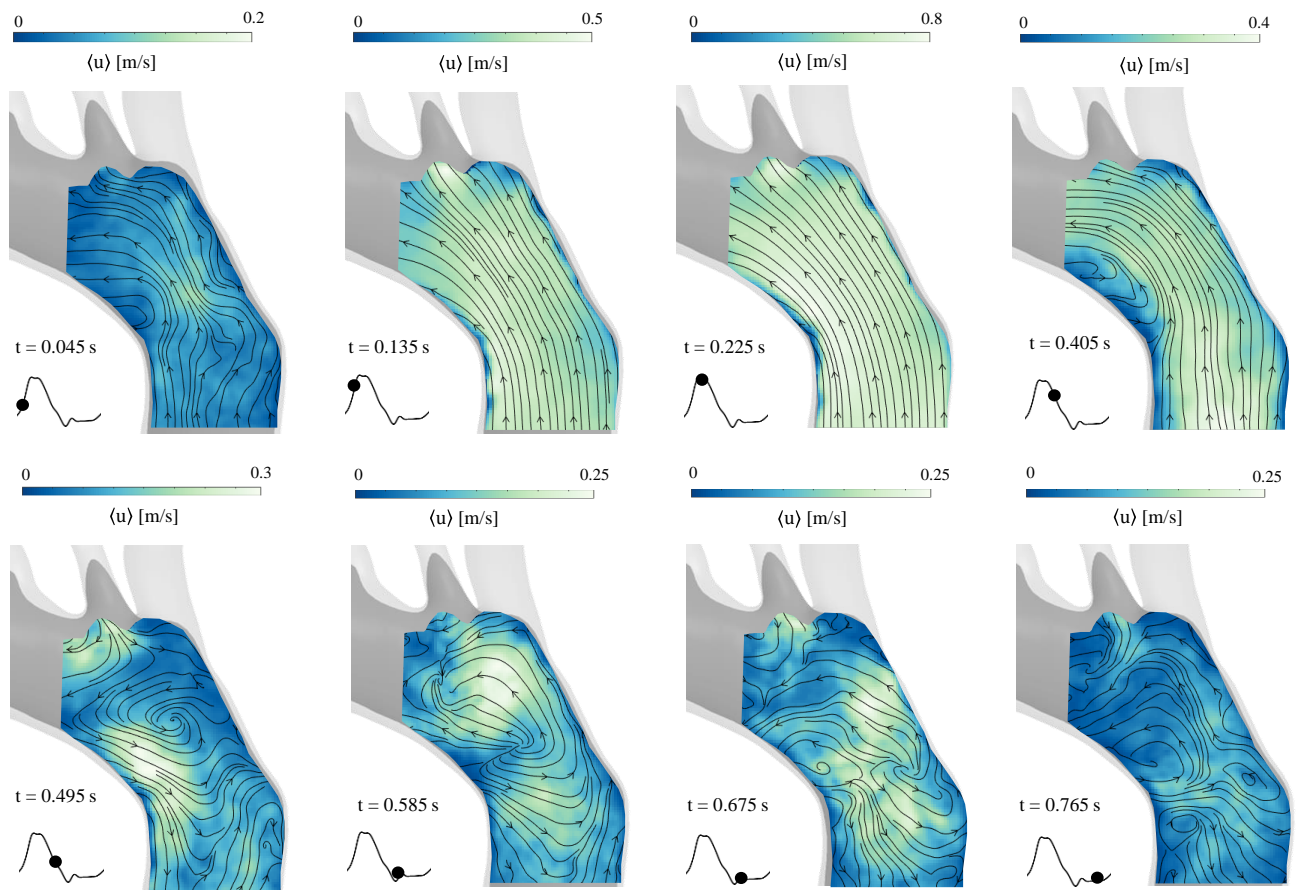 0 0.2
⟨u⟩ [m/s]
0 0.5
⟨u⟩ [m/s]
0 0.8
⟨u⟩ [m/s]
0 0.4
⟨u⟩ [m/s]
t = 0.045 s
t = 0.135 s
t = 0.225 s
t = 0.405 s
0 0.3
⟨u⟩ [m/s]
0 0.25
⟨u⟩ [m/s]
0 0.25
⟨u⟩ [m/s]
0 0.25
⟨u⟩ [m/s]
t = 0.495 s
t = 0.585 s
t = 0.675 s
t = 0.765 s